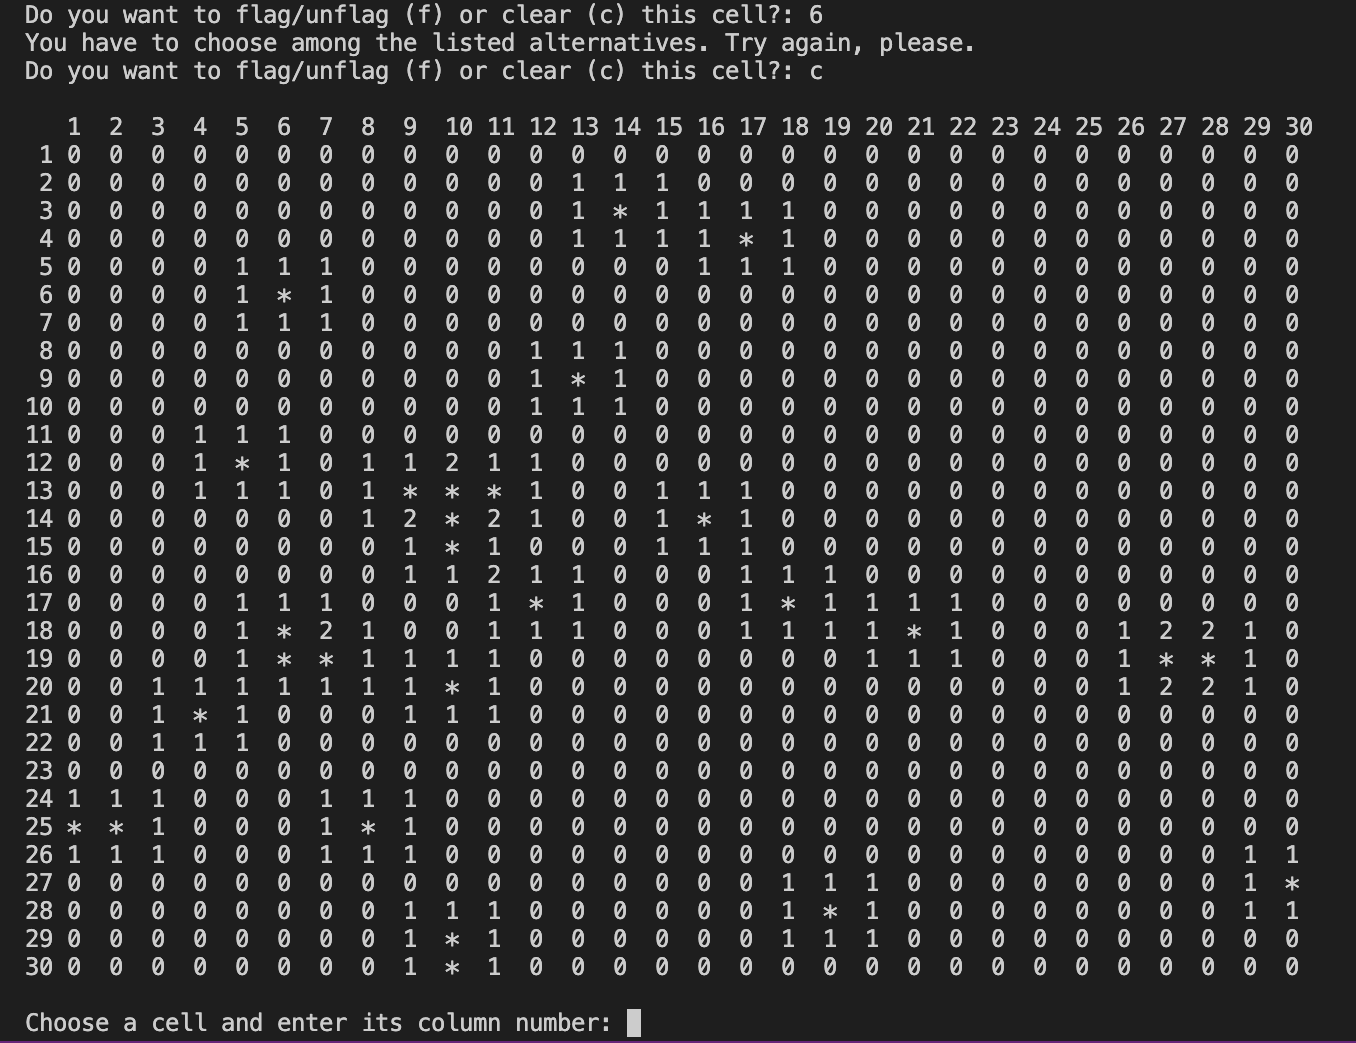 Do you want to flag/unflag (f) or clear (c) this cell?: 6
You have to choose among the listed alternatives. Try again, please.
Do you want to flag/unflag (f) or clear (c) this cell?: c
1 2 3 4 5 6 7 8 9 10 11 12 13 14 15 16 17 18 19 20 21 22 23 24 25 26 27 28 29 30
1 0 0 0 0 0 0 0 0 0 0 0 0 0 0 0 0 0 0 0 0 0 0 0 0 0 0 0 0 0 0
2 0 0 0 0 0 0 0 0 0 0 0 0 1 1 1 0 0 0 0 0 0 0 0 0 0 0 0 0 0 0
3 0 0 0 0 0 0 0 0 0 0 0 0 1 * 1 1 1 1 0 0 0 0 0 0 0 0 0 0 0 0
4 0 0 0 0 0 0 0 0 0 0 0 0 1 1 1 1 * 1 0 0 0 0 0 0 0 0 0 0 0 0
5 0 0 0 0 1 1 1 0 0 0 0 0 0 0 0 1 1 1 0 0 0 0 0 0 0 0 0 0 0 0
6 0 0 0 0 1 * 1 0 0 0 0 0 0 0 0 0 0 0 0 0 0 0 0 0 0 0 0 0 0 0
7 0 0 0 0 1 1 1 0 0 0 0 0 0 0 0 0 0 0 0 0 0 0 0 0 0 0 0 0 0 0
8 0 0 0 0 0 0 0 0 0 0 0 1 1 1 0 0 0 0 0 0 0 0 0 0 0 0 0 0 0 0
9 0 0 0 0 0 0 0 0 0 0 0 1 * 1 0 0 0 0 0 0 0 0 0 0 0 0 0 0 0 0
10 0 0 0 0 0 0 0 0 0 0 0 1 1 1 0 0 0 0 0 0 0 0 0 0 0 0 0 0 0 0
11 0 0 0 1 1 1 0 0 0 0 0 0 0 0 0 0 0 0 0 0 0 0 0 0 0 0 0 0 0 0
12 0 0 0 1 * 1 0 1 1 2 1 1 0 0 0 0 0 0 0 0 0 0 0 0 0 0 0 0 0 0
13 0 0 0 1 1 1 0 1 * * * 1 0 0 1 1 1 0 0 0 0 0 0 0 0 0 0 0 0 0
14 0 0 0 0 0 0 0 1 2 * 2 1 0 0 1 * 1 0 0 0 0 0 0 0 0 0 0 0 0 0
15 0 0 0 0 0 0 0 0 1 * 1 0 0 0 1 1 1 0 0 0 0 0 0 0 0 0 0 0 0 0
16 0 0 0 0 0 0 0 0 1 1 2 1 1 0 0 0 1 1 1 0 0 0 0 0 0 0 0 0 0 0
17 0 0 0 0 1 1 1 0 0 0 1 * 1 0 0 0 1 * 1 1 1 1 0 0 0 0 0 0 0 0
18 0 0 0 0 1 * 2 1 0 0 1 1 1 0 0 0 1 1 1 1 * 1 0 0 0 1 2 2 1 0
19 0 0 0 0 1 * * 1 1 1 1 0 0 0 0 0 0 0 0 1 1 1 0 0 0 1 * * 1 0
20 0 0 1 1 1 1 1 1 1 * 1 0 0 0 0 0 0 0 0 0 0 0 0 0 0 1 2 2 1 0
21 0 0 1 * 1 0 0 0 1 1 1 0 0 0 0 0 0 0 0 0 0 0 0 0 0 0 0 0 0 0
22 0 0 1 1 1 0 0 0 0 0 0 0 0 0 0 0 0 0 0 0 0 0 0 0 0 0 0 0 0 0
23 0 0 0 0 0 0 0 0 0 0 0 0 0 0 0 0 0 0 0 0 0 0 0 0 0 0 0 0 0 0
24 1 1 1 0 0 0 1 1 1 0 0 0 0 0 0 0 0 0 0 0 0 0 0 0 0 0 0 0 0 0
25 * * 1 0 0 0 1 * 1 0 0 0 0 0 0 0 0 0 0 0 0 0 0 0 0 0 0 0 0 0
26 1 1 1 0 0 0 1 1 1 0 0 0 0 0 0 0 0 0 0 0 0 0 0 0 0 0 0 0 1 1
27 0 0 0 0 0 0 0 0 0 0 0 0 0 0 0 0 0 1 1 1 0 0 0 0 0 0 0 0 1 *
28 0 0 0 0 0 0 0 0 1 1 1 0 0 0 0 0 0 1 * 1 0 0 0 0 0 0 0 0 1 1
29 0 0 0 0 0 0 0 0 1 * 1 0 0 0 0 0 0 1 1 1 0 0 0 0 0 0 0 0 0 0
30 0 0 0 0 0 0 0 0 1 * 1 0 0 0 0 0 0 0 0 0 0 0 0 0 0 0 0 0 0 0
Choose a cell and enter its column number: